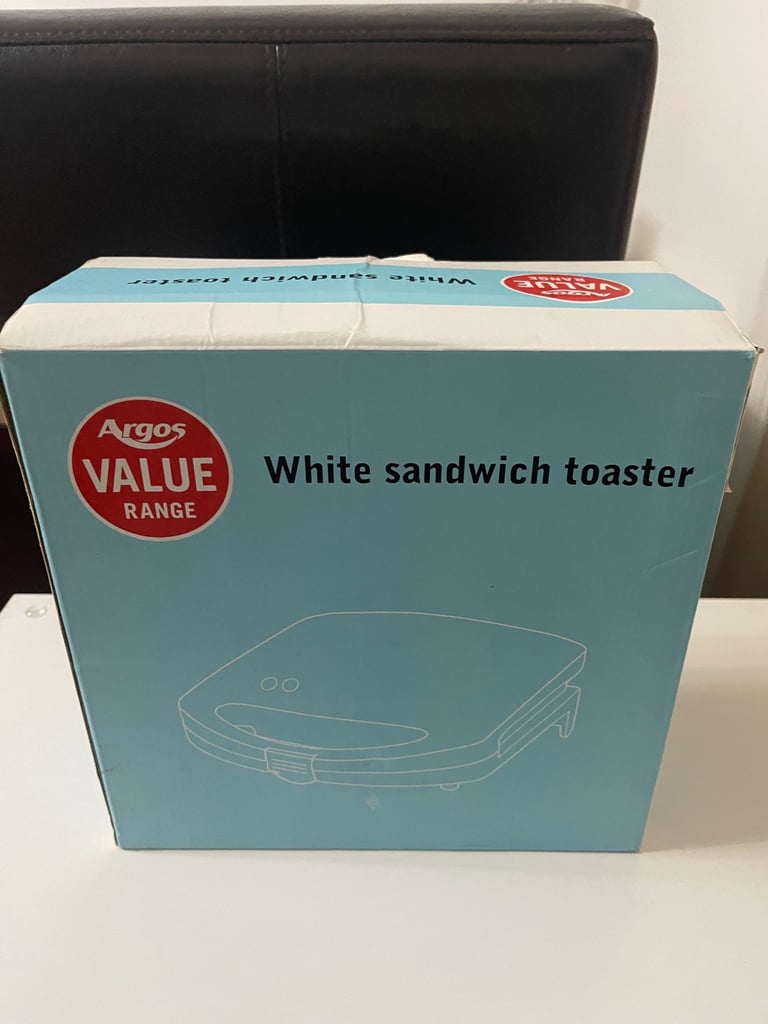 White sandwich toaster
Argos
VALUE
RANGE
Argos
VALUE
RANGE
White sandwich toaster